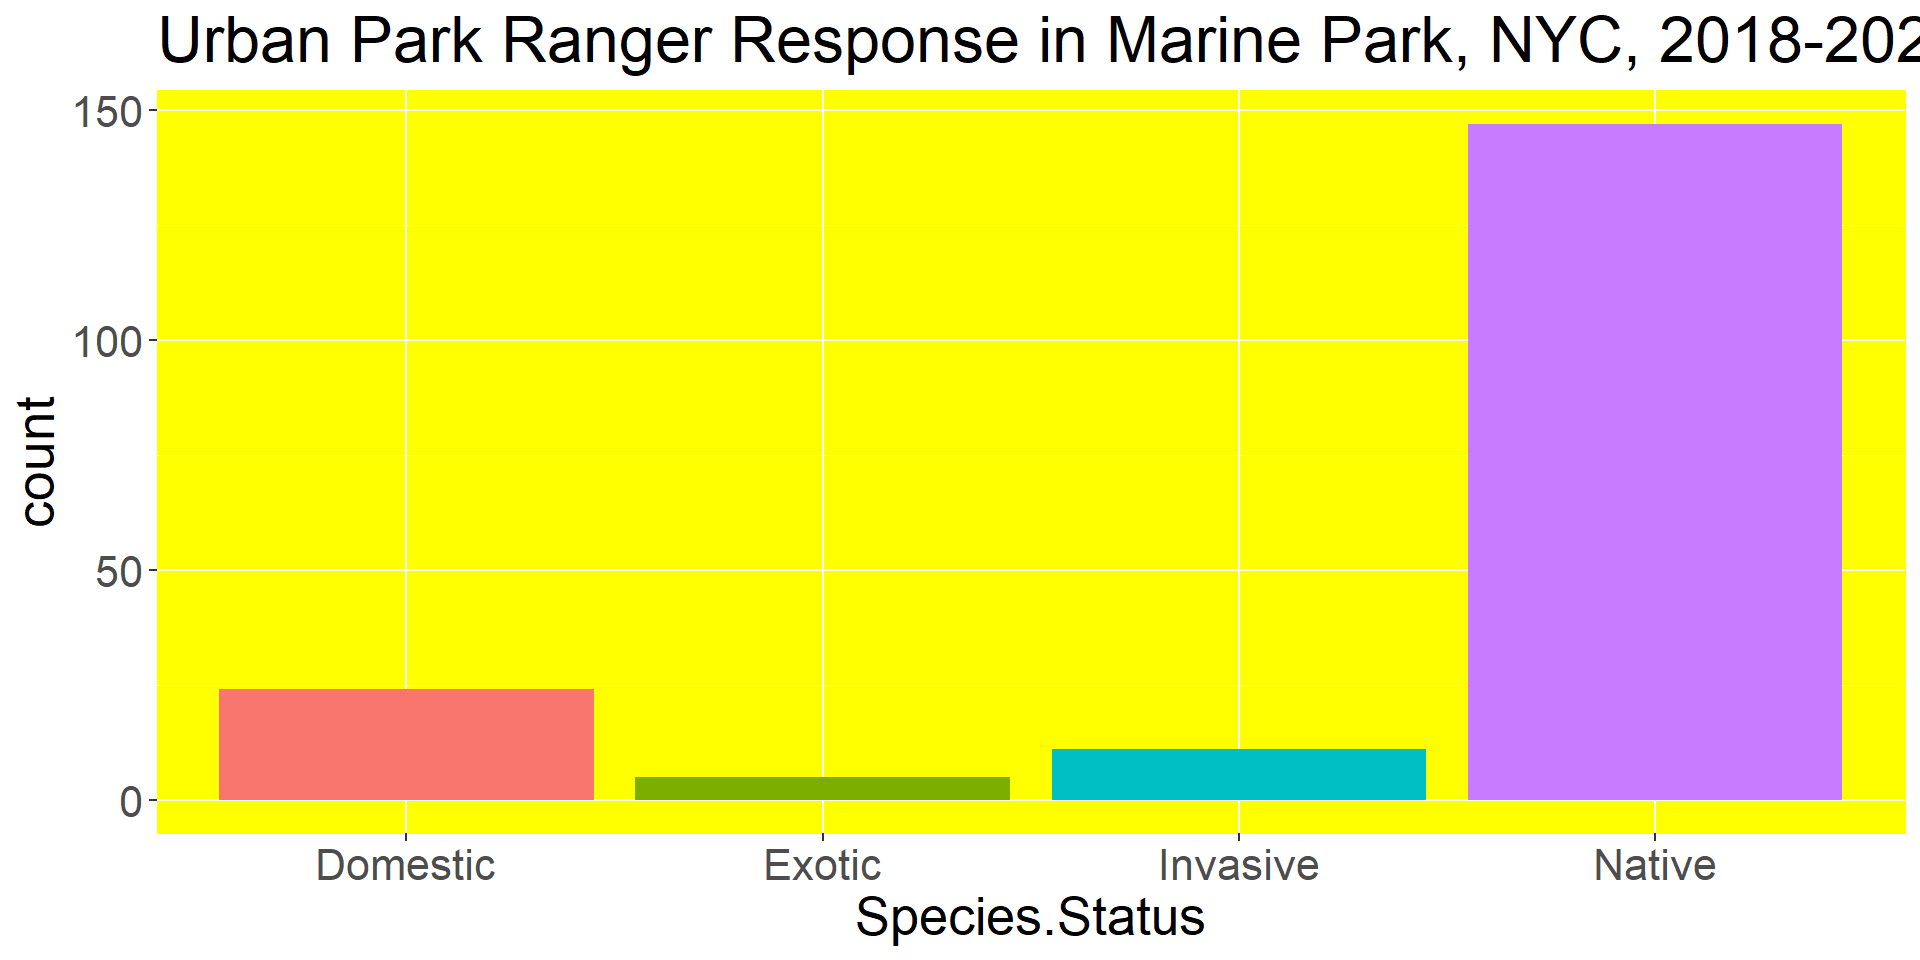 Urban Park Ranger Response in Marine Park, NYC, 2018-202
150
100
50
0
count
Domestic Exotic Invasive Native
Species.Status